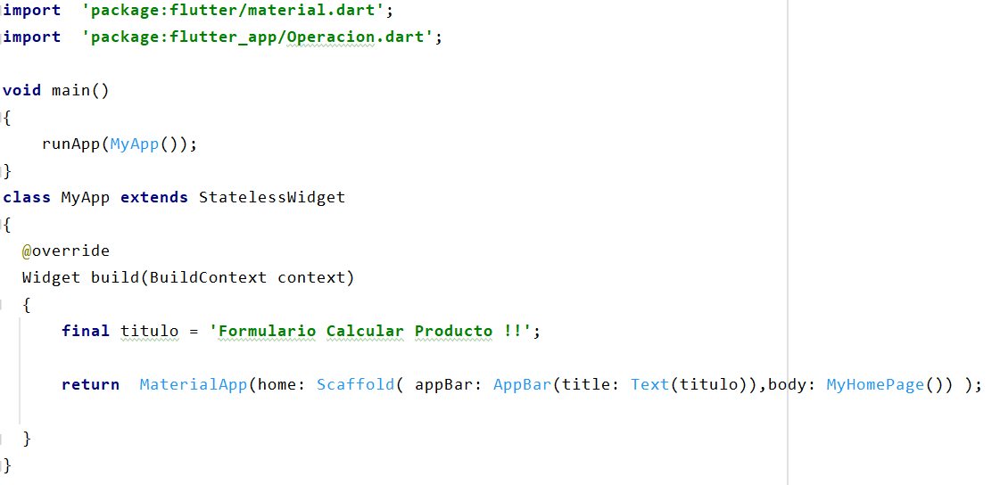 import  'package:flutter/material.dart';
import  'package:flutter_app/Operacion.dart';
void main()
{
    runApp(MyApp());
}
class MyApp extends StatelessWidget
{
  @override
  Widget build(BuildContext context)
  {
      final titulo = 'Formulario Calcular Producto !!';
      return  MaterialApp(home: Scaffold( appBar: AppBar(title: Text(titulo)),body: MyHomePage()) );
  }
}